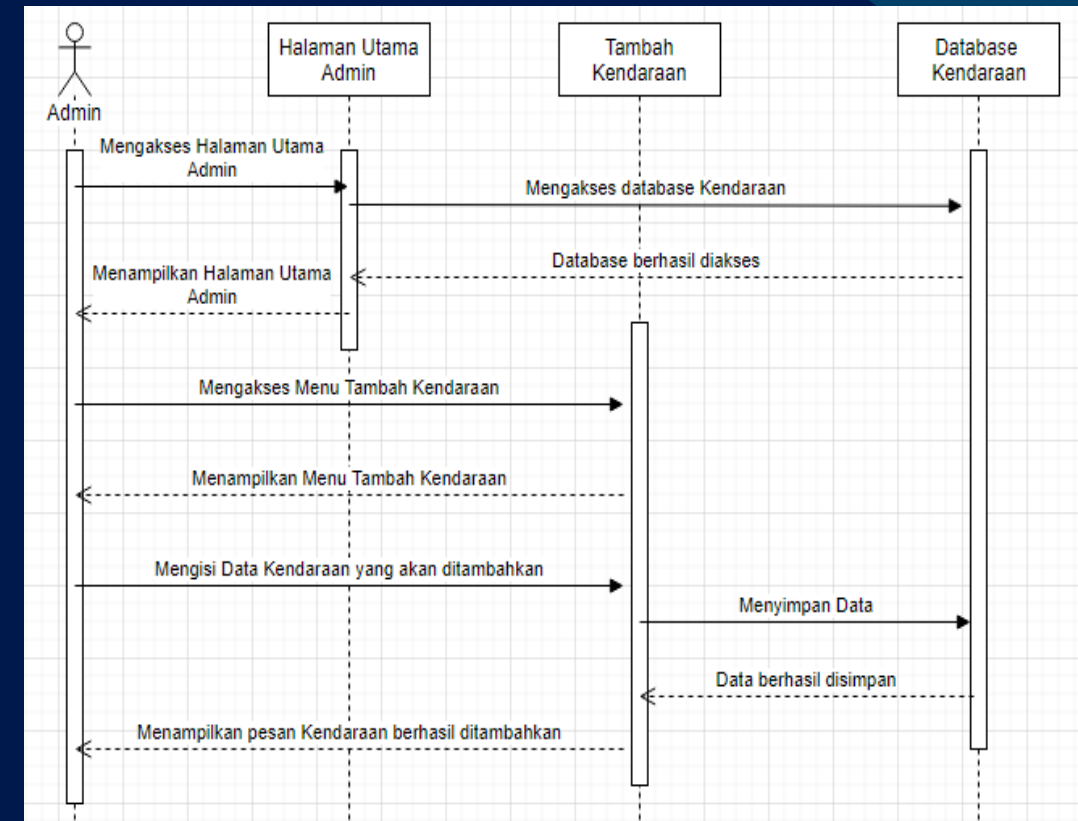 Halaman Utama
Admin
Tambah
Kendaraan
Database
Kendaraan
Admin
Mengakses Halaman Utama
Admin
Mengakses database Kendaraan
Database berhasil diakses
Menampilkan Halaman Utama
Admin
Mengakses Menu Tambah Kendaraan
Menampilkan Menu Tambah Kendaraan
Mengisi Data Kendaraan yang akan ditambahkan
Menyimpan Data
Data berhasil disimpan
Menampilkan pesan Kendaraan berhasil ditambahkan